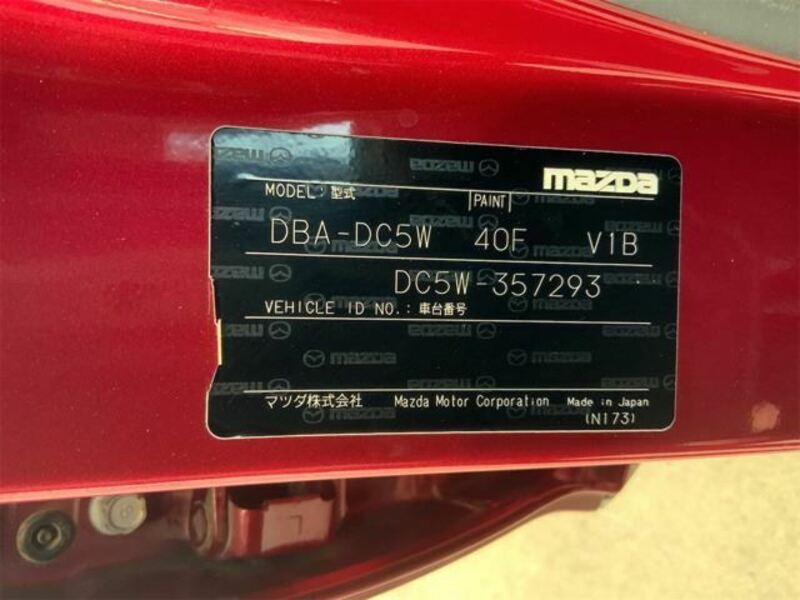 mazda
MODEL: 型式 PAINT
DBA-DC5W 40F V1B
DC5W-357293
VEHICLE ID NO.: 車台番号
マツダ株式会社 Mazda Motor Corporation Made in Japan
(N173)